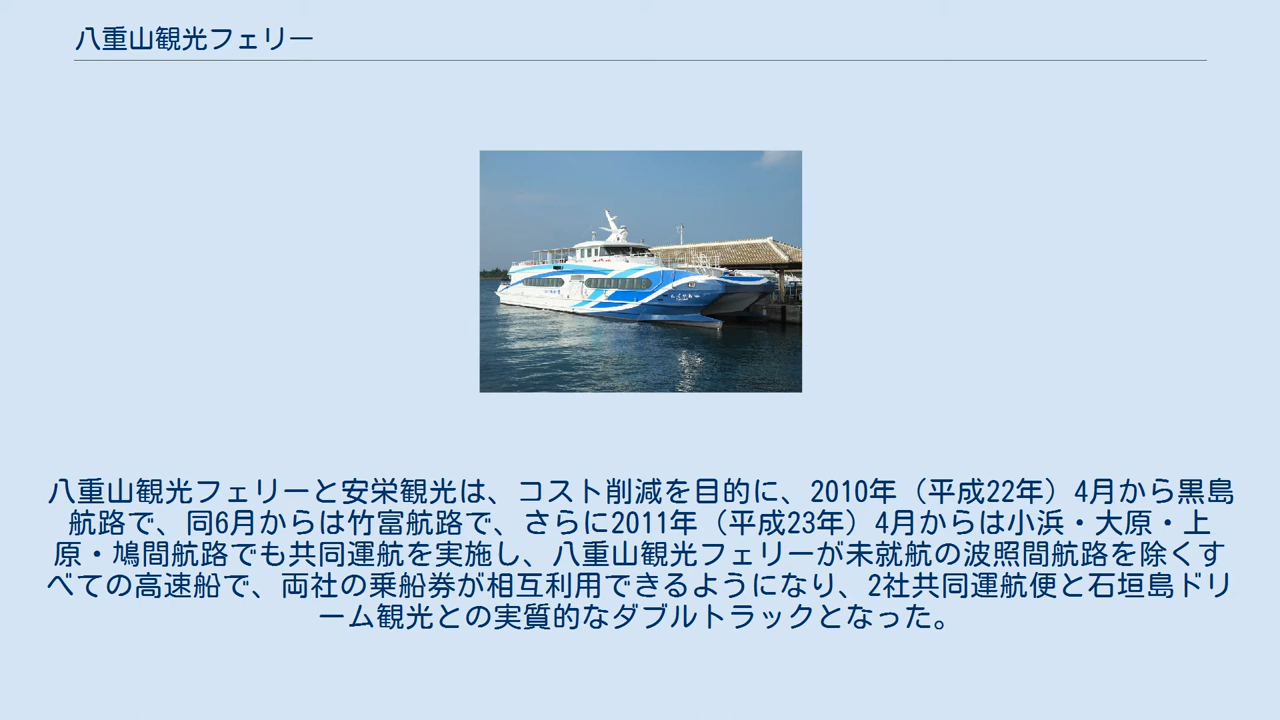 八重山観光フェリー
八重山観光フェリーと安栄観光は、コスト削減を目的に、2010年（平成22年）4月から黒島
航路で、同6月からは竹富航路で、さらに2011年（平成23年）4月からは小浜・大原・上
原・鳩間航路でも共同運航を実施し、八重山観光フェリーが未就航の波照間航路を除くす
べての高速船で、両社の乗船券が相互利用できるようになり、2社共同運航便と石垣島ドリ
ーム観光との実質的なダブルトラックとなった。